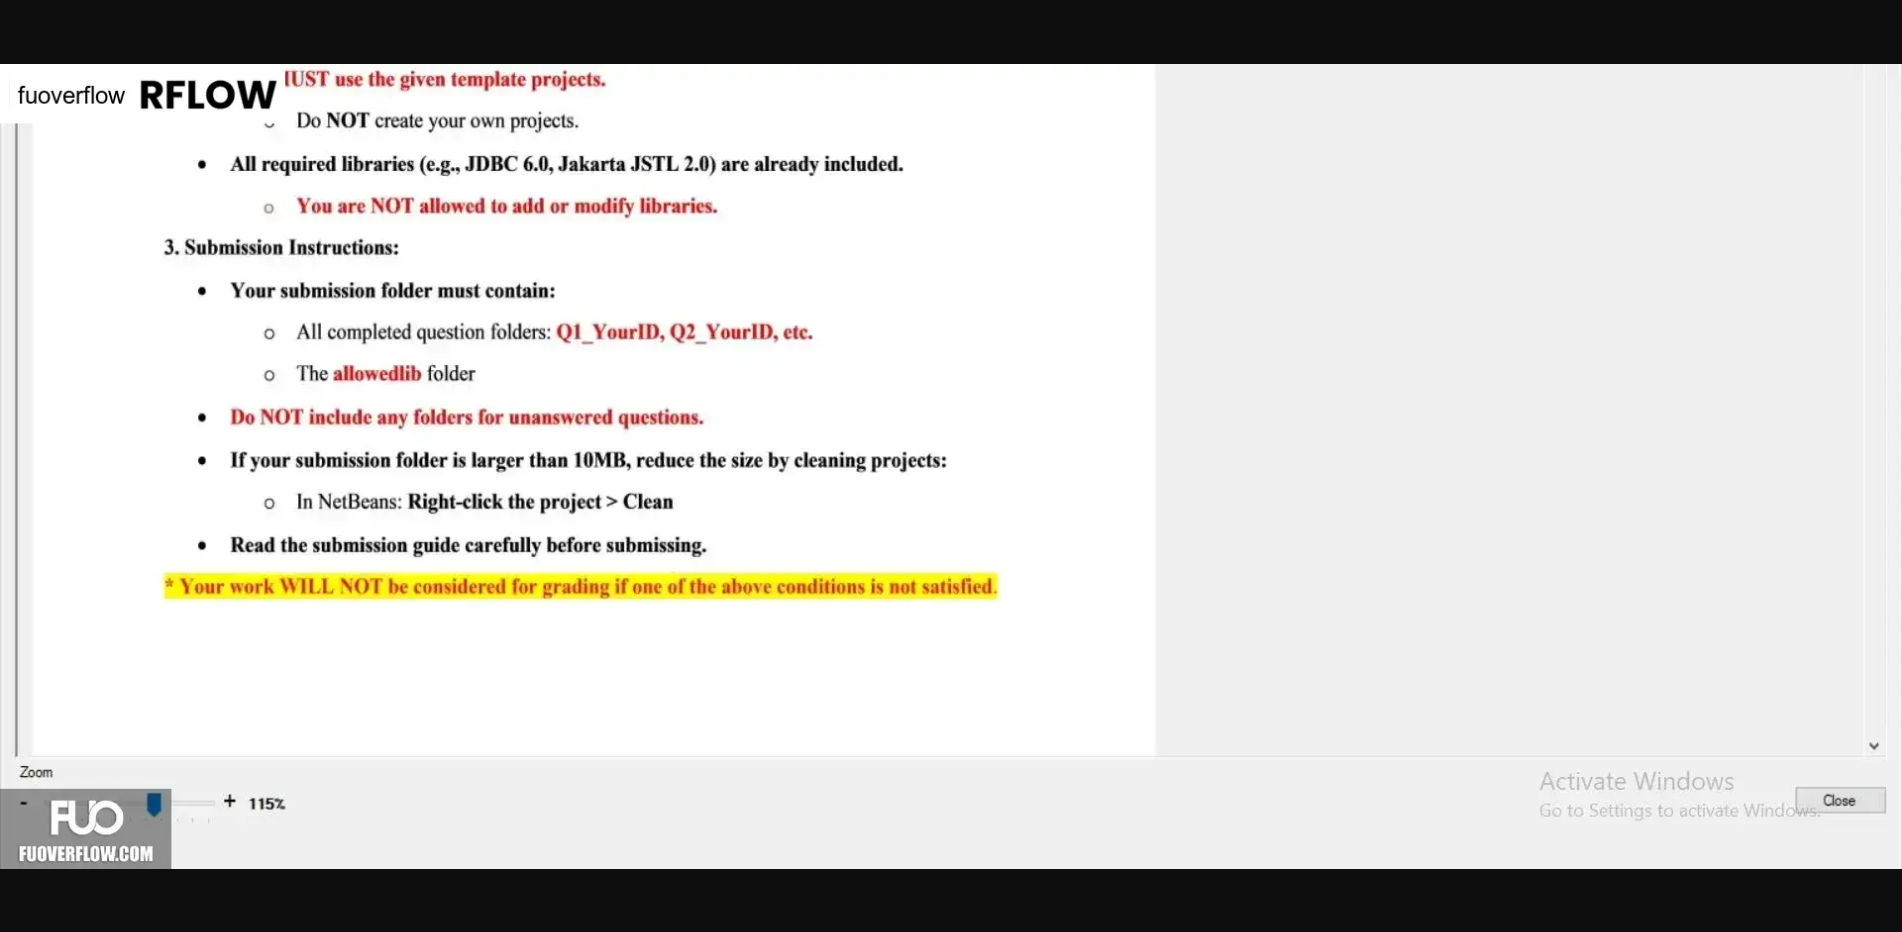 fuoverflow RFLOW
UST use the given template projects.
Do NOT create your own projects.
• All required libraries (e.g., JDBC 6.0, Jakarta JSTL 2.0) are already included.
o You are NOT allowed to add or modify libraries.
3. Submission Instructions:
• Your submission folder must contain:
o All completed question folders: Q1_YourID, Q2_YourID, etc.
o The allowedlib folder
• Do NOT include any folders for unanswered questions.
• If your submission folder is larger than 10MB, reduce the size by cleaning projects:
o In NetBeans: Right-click the project > Clean
• Read the submission guide carefully before submitting.
* Your work WILL NOT be considered for grading if one of the above conditions is not satisfied.
Zoom
- + 115%
Activate Windows
Go to Settings to activate Windows.
Close
FUO
FUOVERFLOW.COM